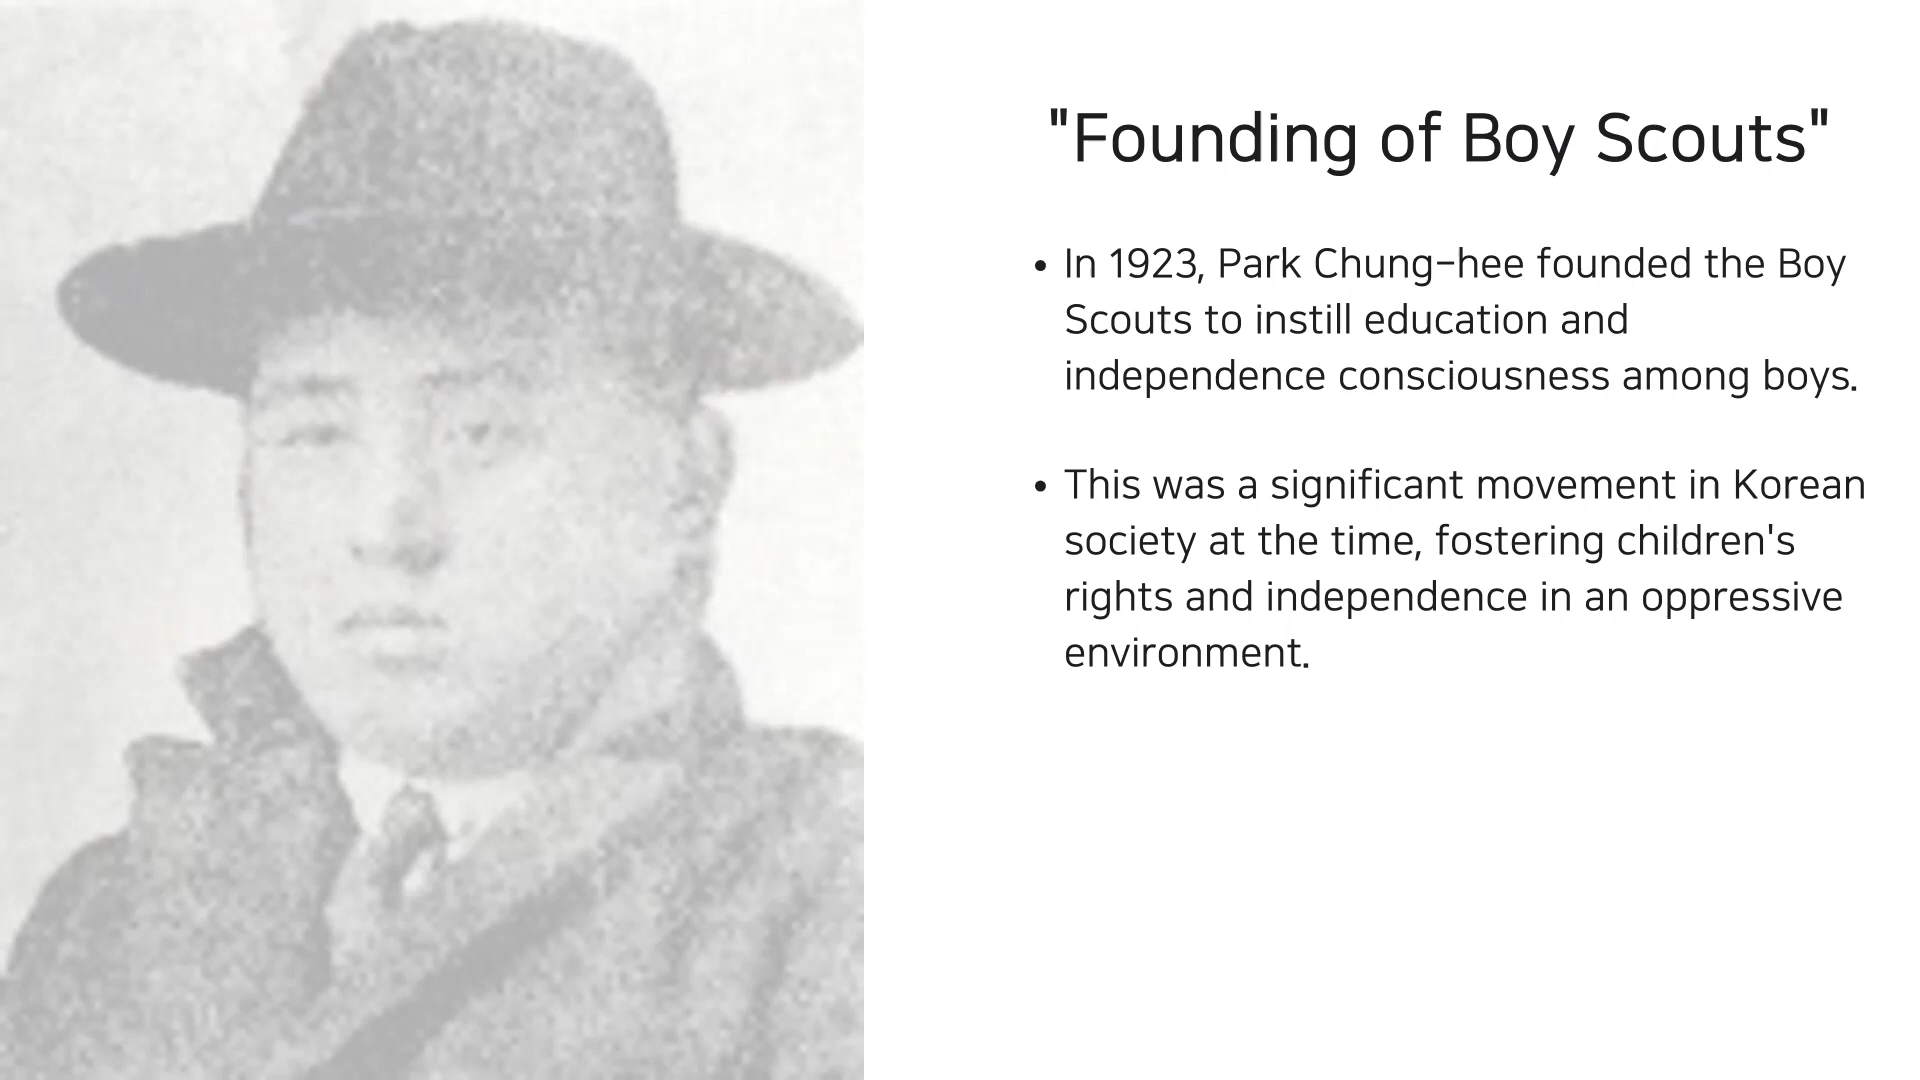 "Founding of Boy Scouts"
• In 1923, Park Chung-hee founded the Boy
Scouts to instill education and
independence consciousness among boys.
• This was a significant movement in Korean
society at the time, fostering children's
rights and independence in an oppressive
environment.